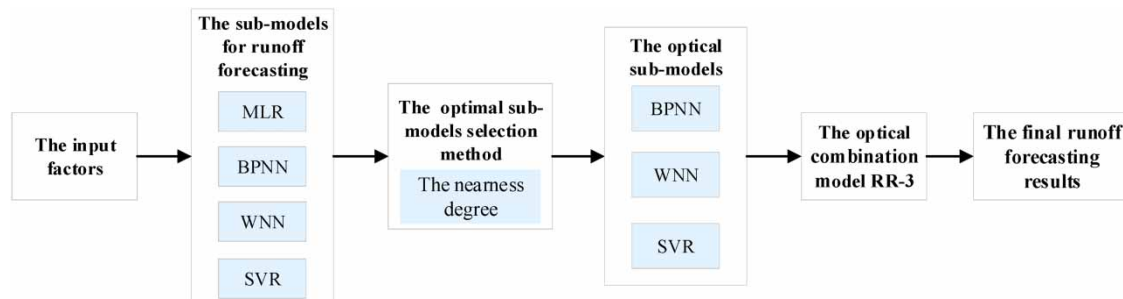 The input
factors
The sub-models
for runoff
forecasting
MLR
BPNN
WNN
SVR
The optimal sub-
models selection
method
The nearness
degree
The optical
sub-models
BPNN
WNN
SVR
The optical
combination
model RR-3
The final runoff
forecasting
results